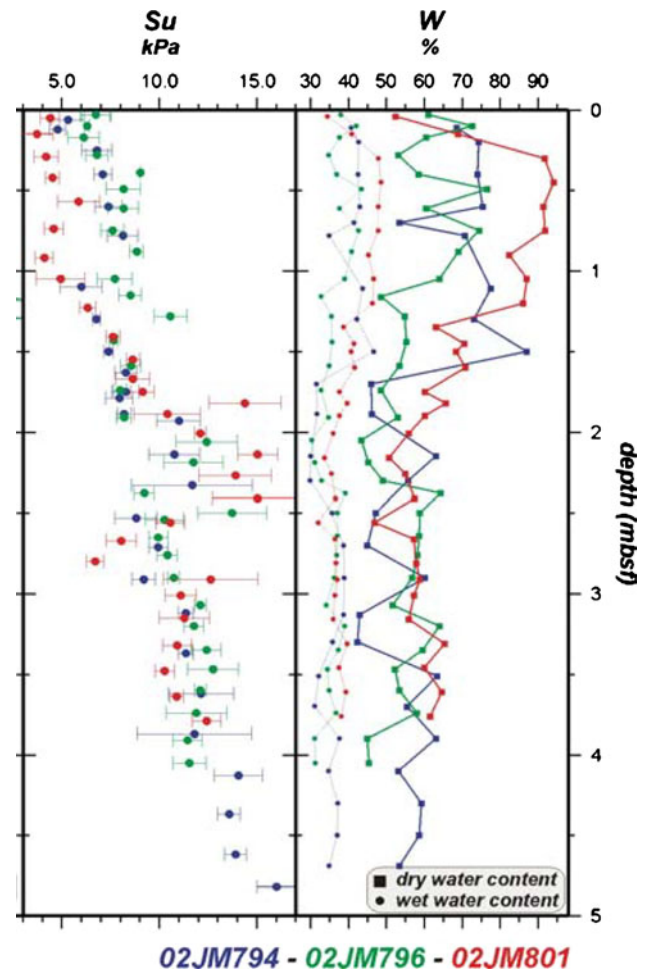 Su W
kPa %
5.0 10.0 15.0 30 40 50 60 70 80 90
0
1
2
depth (mbsf)
3
4
dry water content
wet water content
5
02JM794 - 02JM796 - 02JM801